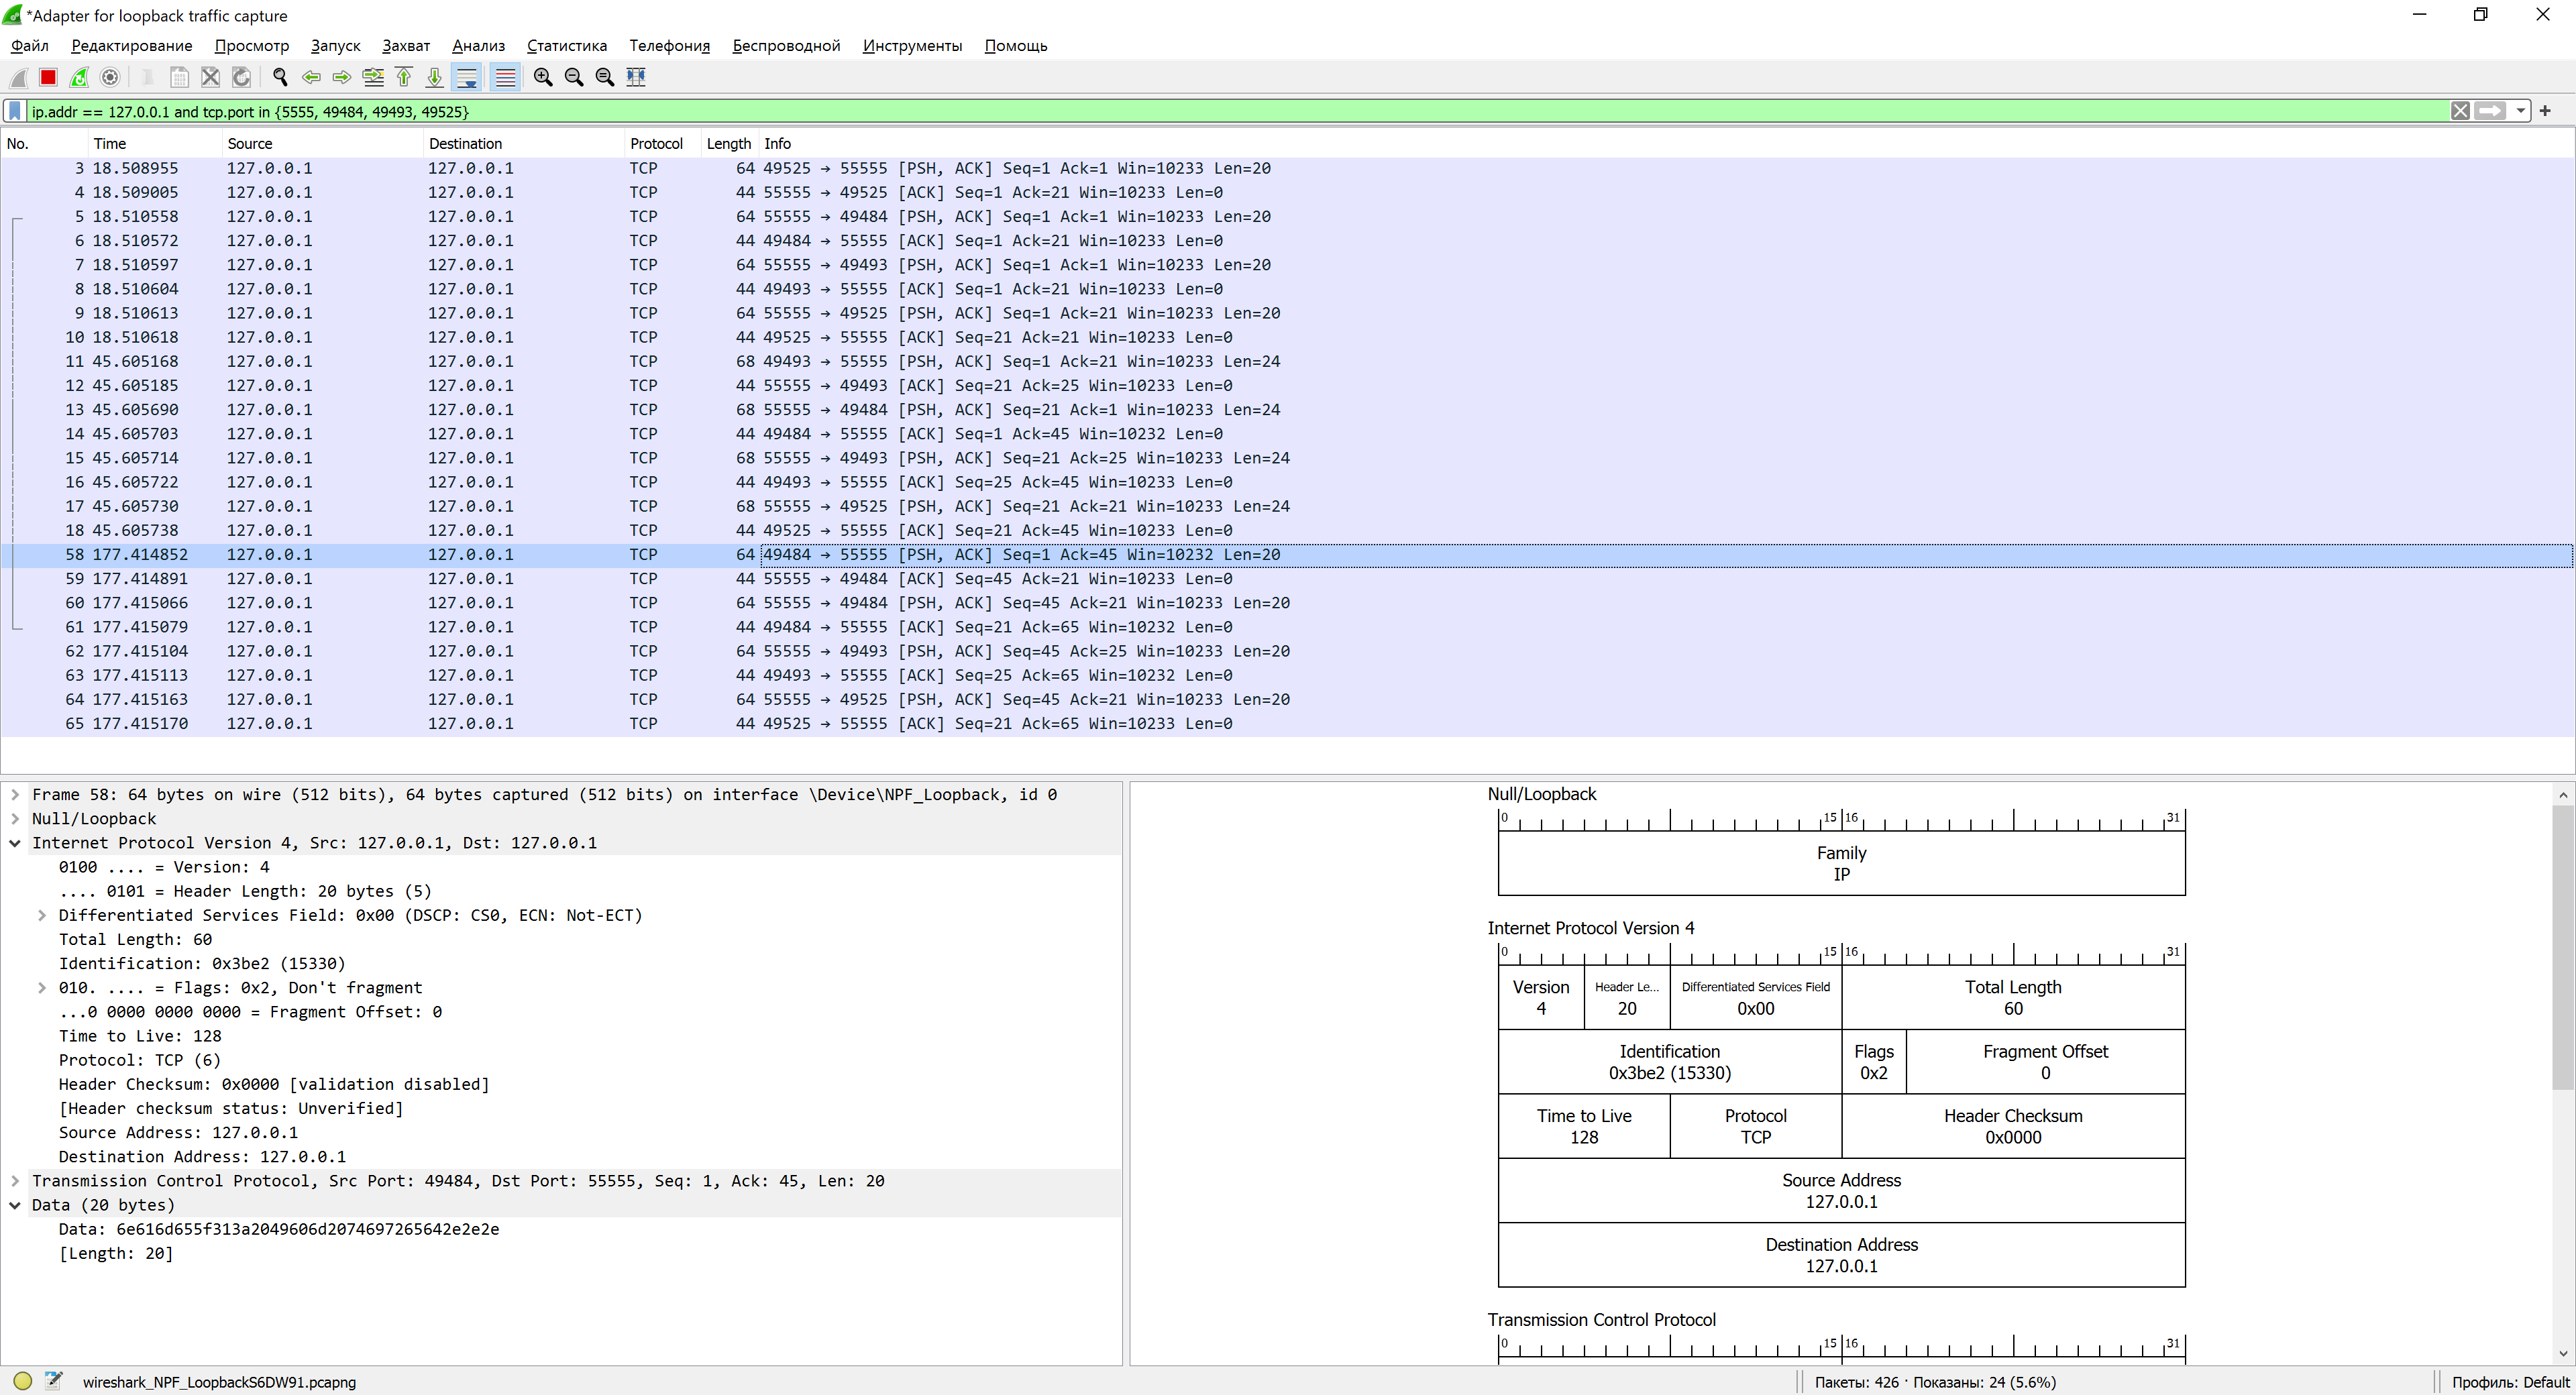 *Adapter for loopback traffic capture
Файл Редактирование Просмотр Запуск Захват Анализ Статистика Телефония Беспроводной Инструменты Помощь
ip.addr == 127.0.0.1 and tcp.port in {5555, 49484, 49493, 49525}
No. Time Source Destination Protocol Length Info
3 18.508955 127.0.0.1 127.0.0.1 TCP 64 49525 → 55555 [PSH, ACK] Seq=1 Ack=1 Win=10233 Len=20
4 18.509005 127.0.0.1 127.0.0.1 TCP 44 55555 → 49525 [ACK] Seq=1 Ack=21 Win=10233 Len=0
5 18.510558 127.0.0.1 127.0.0.1 TCP 64 55555 → 49484 [PSH, ACK] Seq=1 Ack=1 Win=10233 Len=20
6 18.510572 127.0.0.1 127.0.0.1 TCP 44 49484 → 55555 [ACK] Seq=1 Ack=21 Win=10233 Len=0
7 18.510597 127.0.0.1 127.0.0.1 TCP 64 55555 → 49493 [PSH, ACK] Seq=1 Ack=1 Win=10233 Len=20
8 18.510604 127.0.0.1 127.0.0.1 TCP 44 49493 → 55555 [ACK] Seq=1 Ack=21 Win=10233 Len=0
9 18.510613 127.0.0.1 127.0.0.1 TCP 64 55555 → 49525 [PSH, ACK] Seq=1 Ack=21 Win=10233 Len=20
10 18.510618 127.0.0.1 127.0.0.1 TCP 44 49525 → 55555 [ACK] Seq=21 Ack=21 Win=10233 Len=0
11 45.605168 127.0.0.1 127.0.0.1 TCP 68 49493 → 55555 [PSH, ACK] Seq=1 Ack=21 Win=10233 Len=24
12 45.605185 127.0.0.1 127.0.0.1 TCP 44 55555 → 49493 [ACK] Seq=21 Ack=25 Win=10233 Len=0
13 45.605690 127.0.0.1 127.0.0.1 TCP 68 55555 → 49484 [PSH, ACK] Seq=21 Ack=1 Win=10233 Len=24
14 45.605703 127.0.0.1 127.0.0.1 TCP 44 49484 → 55555 [ACK] Seq=1 Ack=45 Win=10232 Len=0
15 45.605714 127.0.0.1 127.0.0.1 TCP 68 55555 → 49493 [PSH, ACK] Seq=21 Ack=25 Win=10233 Len=24
16 45.605722 127.0.0.1 127.0.0.1 TCP 44 49493 → 55555 [ACK] Seq=25 Ack=45 Win=10233 Len=0
17 45.605730 127.0.0.1 127.0.0.1 TCP 68 55555 → 49525 [PSH, ACK] Seq=21 Ack=21 Win=10233 Len=24
18 45.605738 127.0.0.1 127.0.0.1 TCP 44 49525 → 55555 [ACK] Seq=21 Ack=45 Win=10233 Len=0
58 177.414852 127.0.0.1 127.0.0.1 TCP 64 49484 → 55555 [PSH, ACK] Seq=1 Ack=45 Win=10232 Len=20
59 177.414891 127.0.0.1 127.0.0.1 TCP 44 55555 → 49484 [ACK] Seq=45 Ack=21 Win=10233 Len=0
60 177.415066 127.0.0.1 127.0.0.1 TCP 64 55555 → 49484 [PSH, ACK] Seq=45 Ack=21 Win=10233 Len=20
61 177.415079 127.0.0.1 127.0.0.1 TCP 44 49484 → 55555 [ACK] Seq=21 Ack=65 Win=10232 Len=0
62 177.415104 127.0.0.1 127.0.0.1 TCP 64 55555 → 49493 [PSH, ACK] Seq=45 Ack=25 Win=10233 Len=20
63 177.415113 127.0.0.1 127.0.0.1 TCP 44 49493 → 55555 [ACK] Seq=25 Ack=65 Win=10232 Len=0
64 177.415163 127.0.0.1 127.0.0.1 TCP 64 55555 → 49525 [PSH, ACK] Seq=45 Ack=21 Win=10233 Len=20
65 177.415170 127.0.0.1 127.0.0.1 TCP 44 49525 → 55555 [ACK] Seq=21 Ack=65 Win=10233 Len=0
Frame 58: 64 bytes on wire (512 bits), 64 bytes captured (512 bits) on interface \Device\NPF_Loopback, id 0
Null/Loopback
Internet Protocol Version 4, Src: 127.0.0.1, Dst: 127.0.0.1
0100 .... = Version: 4
.... 0101 = Header Length: 20 bytes (5)
Differentiated Services Field: 0x00 (DSCP: CS0, ECN: Not-ECT)
Total Length: 60
Identification: 0x3be2 (15330)
010. .... = Flags: 0x2, Don't fragment
...0 0000 0000 0000 = Fragment Offset: 0
Time to Live: 128
Protocol: TCP (6)
Header Checksum: 0x0000 [validation disabled]
[Header checksum status: Unverified]
Source Address: 127.0.0.1
Destination Address: 127.0.0.1
Transmission Control Protocol, Src Port: 49484, Dst Port: 55555, Seq: 1, Ack: 45, Len: 20
Data (20 bytes)
Data: 6e616d655f313a2049606d2074697265642e2e2e
[Length: 20]
Null/Loopback
0 15 16 31
Family
IP
Internet Protocol Version 4
0 15 16 31
Version Header Le... Differentiated Services Field Total Length
4 20 0x00 60
Identification Flags Fragment Offset
0x3be2 (15330) 0x2 0
Time to Live Protocol Header Checksum
128 TCP 0x0000
Source Address
127.0.0.1
Destination Address
127.0.0.1
Transmission Control Protocol
0 15 16 31
wireshark_NPF_LoopbackS6DW91.pcapng Пакеты: 426 · Показаны: 24 (5.6%) Профиль: Default